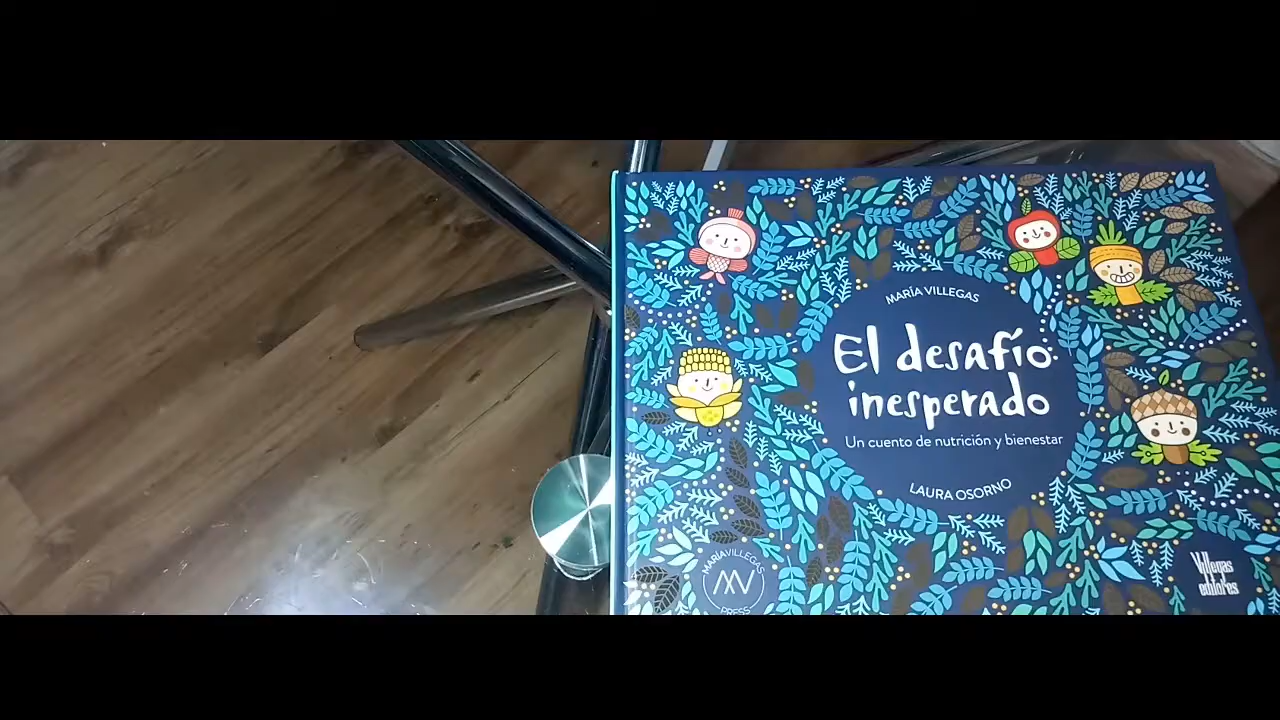 MARÍA VILLEGAS
El desafío
inesperado
Un cuento de nutrición y bienestar
LAURA OSORNO
MARÍAVILLEGAS
MV
PRESS
Villegas
editores